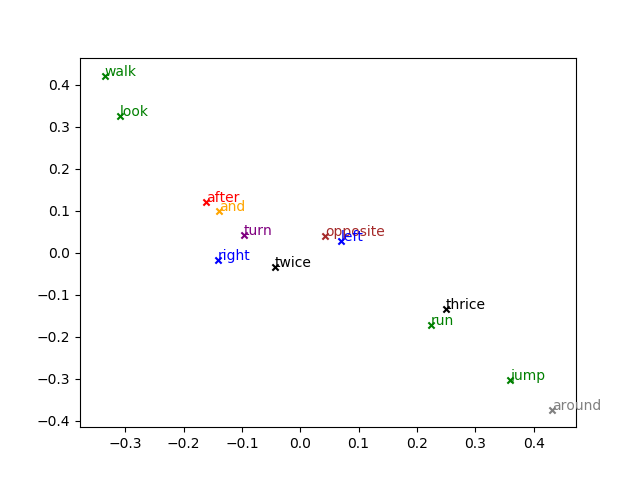 walk
look
after
and
turn
opposite
left
right
twice
thrice
run
jump
around
0.4
0.3
0.2
0.1
0.0
−0.1
−0.2
−0.3
−0.4
−0.3 −0.2 −0.1 0.0 0.1 0.2 0.3 0.4